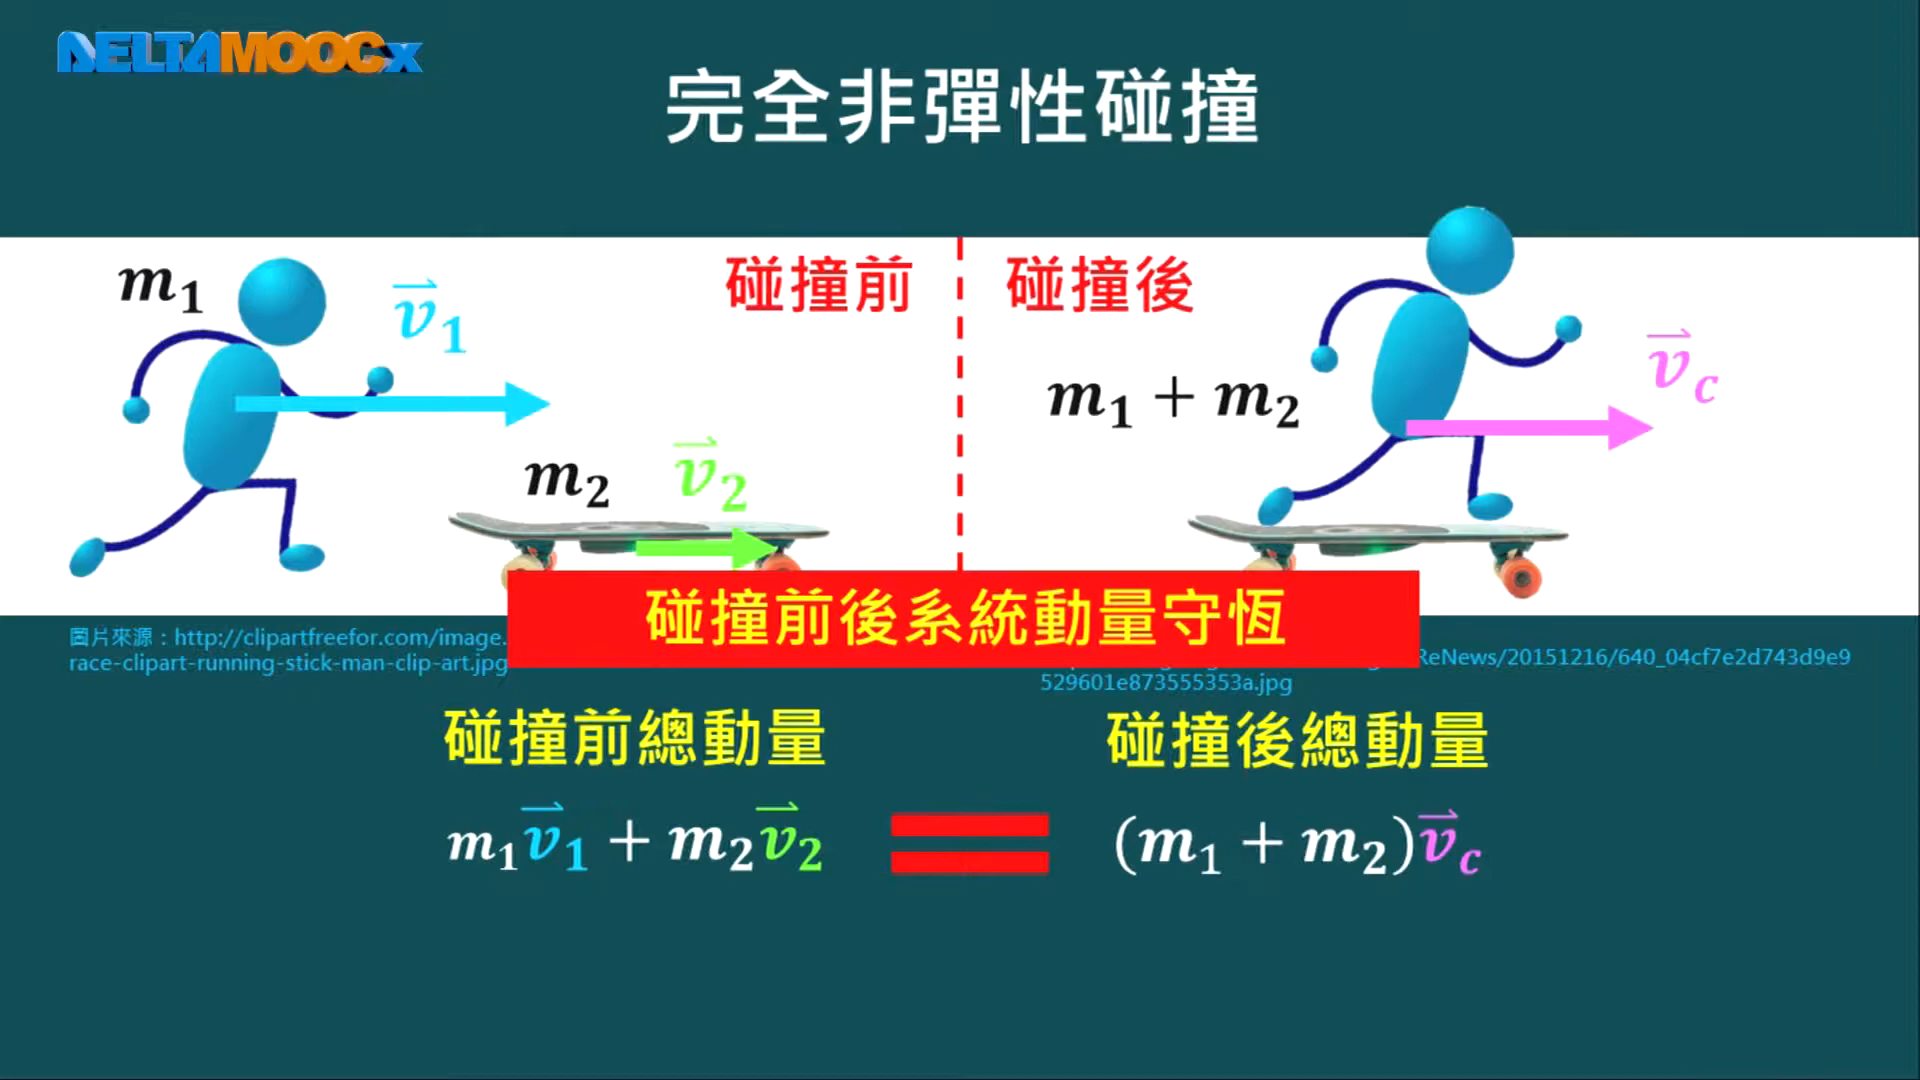 DELTAMOOCx
完全非彈性碰撞
碰撞前
碰撞後
m₁
v⃗₁
m₂
v⃗₂
m₁ + m₂
v⃗c
碰撞前後系統動量守恆
圖片來源：http://clipartfreefor.com/image.
race-clipart-running-stick-man-clip-art.jpg
ReNews/20151216/640_04cf7e2d743d9e9
529601e873555353a.jpg
碰撞前總動量
碰撞後總動量
m₁v⃗₁ + m₂v⃗₂ = (m₁ + m₂)v⃗c